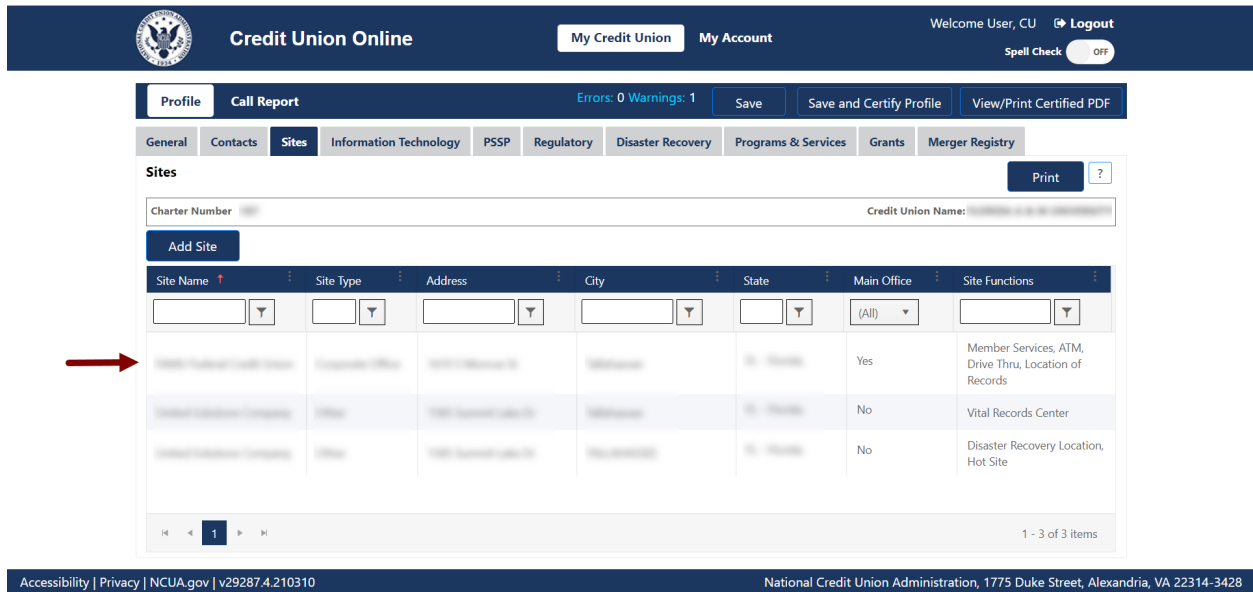 Credit Union Online
My Credit Union
My Account
Welcome User, CU
Logout
Spell Check
OFF
Profile
Call Report
Errors: 0 Warnings: 1
Save
Save and Certify Profile
View/Print Certified PDF
General
Contacts
Sites
Information Technology
PSSP
Regulatory
Disaster Recovery
Programs & Services
Grants
Merger Registry
Sites
Print
?
Charter Number
Credit Union Name:
Add Site
Site Name ↑
Site Type
Address
City
State
Main Office
Site Functions
(All)
Yes
Member Services, ATM,
Drive Thru, Location of
Records
No
Vital Records Center
No
Disaster Recovery Location,
Hot Site
1
1 - 3 of 3 items
Accessibility | Privacy | NCUA.gov | v29287.4.210310
National Credit Union Administration, 1775 Duke Street, Alexandria, VA 22314-3428